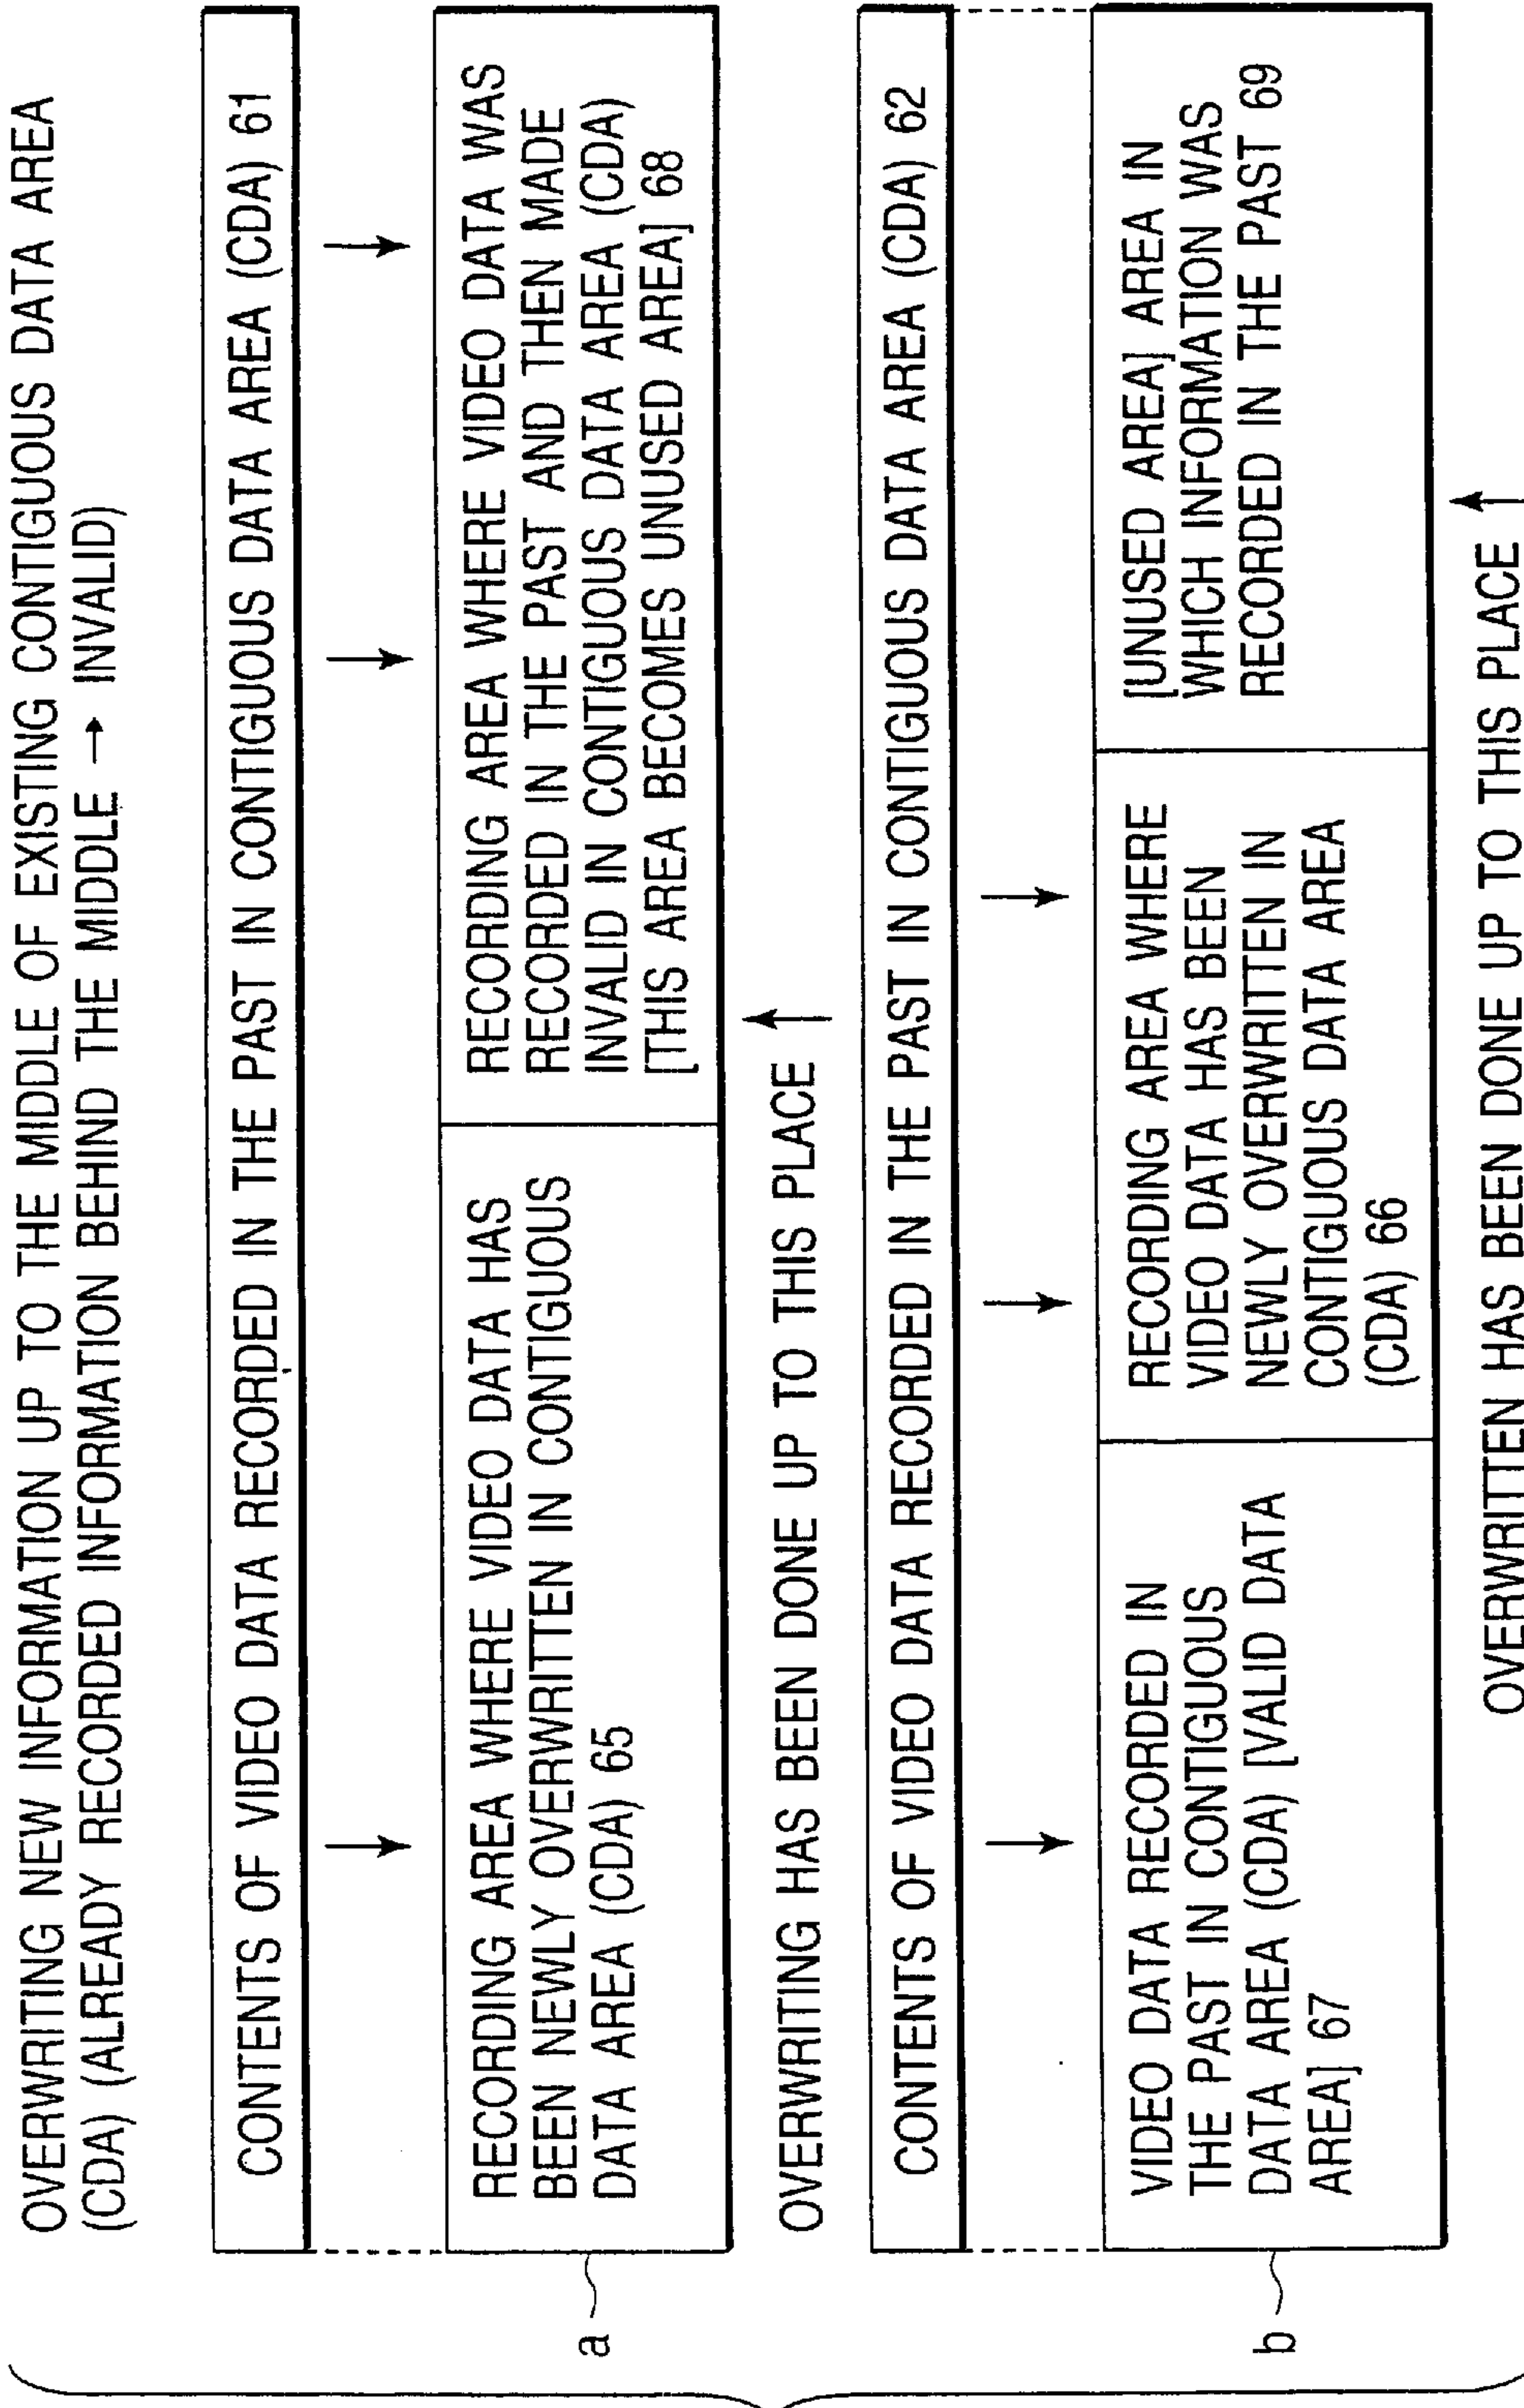 OVERWRITING NEW INFORMATION UP TO THE MIDDLE OF EXISTING CONTIGUOUS DATA AREA
(CDA) (ALREADY RECORDED INFORMATION BEHIND THE MIDDLE → INVALID)
CONTENTS OF VIDEO DATA RECORDED IN THE PAST IN CONTIGUOUS DATA AREA (CDA) 61
a
RECORDING AREA WHERE VIDEO DATA HAS
BEEN NEWLY OVERWRITTEN IN CONTIGUOUS
DATA AREA (CDA) 65
RECORDING AREA WHERE VIDEO DATA WAS
RECORDED IN THE PAST AND THEN MADE
INVALID IN CONTIGUOUS DATA AREA (CDA)
[THIS AREA BECOMES UNUSED AREA] 68
OVERWRITING HAS BEEN DONE UP TO THIS PLACE
CONTENTS OF VIDEO DATA RECORDED IN THE PAST IN CONTIGUOUS DATA AREA (CDA) 62
b
VIDEO DATA RECORDED IN
THE PAST IN CONTIGUOUS
DATA AREA (CDA) [VALID DATA
AREA] 67
RECORDING AREA WHERE
VIDEO DATA HAS BEEN
NEWLY OVERWRITTEN IN
CONTIGUOUS DATA AREA
(CDA) 66
[UNUSED AREA] AREA IN
WHICH INFORMATION WAS
RECORDED IN THE PAST 69
OVERWRITTEN HAS BEEN DONE UP TO THIS PLACE